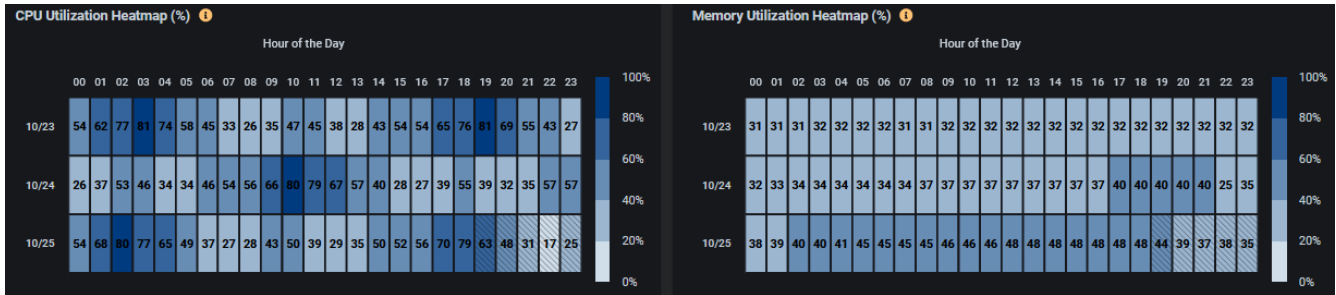 CPU Utilization Heatmap (%)
Hour of the Day
00 01 02 03 04 05 06 07 08 09 10 11 12 13 14 15 16 17 18 19 20 21 22 23
10/23 54 62 77 81 74 58 45 33 26 35 47 45 38 28 43 54 54 65 76 81 69 55 43 27
10/24 26 37 53 46 34 34 46 54 56 66 80 79 67 57 40 28 27 39 55 39 32 35 57 57
10/25 54 68 80 77 65 49 37 27 28 43 50 39 29 35 50 52 56 70 79 63 48 31 17 25
100%
80%
60%
40%
20%
0%
Memory Utilization Heatmap (%)
Hour of the Day
00 01 02 03 04 05 06 07 08 09 10 11 12 13 14 15 16 17 18 19 20 21 22 23
10/23 31 31 31 32 32 32 32 31 31 32 32 32 32 32 32 32 32 32 32 32 32 32 32 32
10/24 32 33 34 34 34 34 34 34 37 37 37 37 37 37 37 37 37 40 40 40 40 40 25 35
10/25 38 39 40 40 41 45 45 45 45 45 46 46 48 48 48 48 48 48 48 44 39 37 38 35
100%
80%
60%
40%
20%
0%